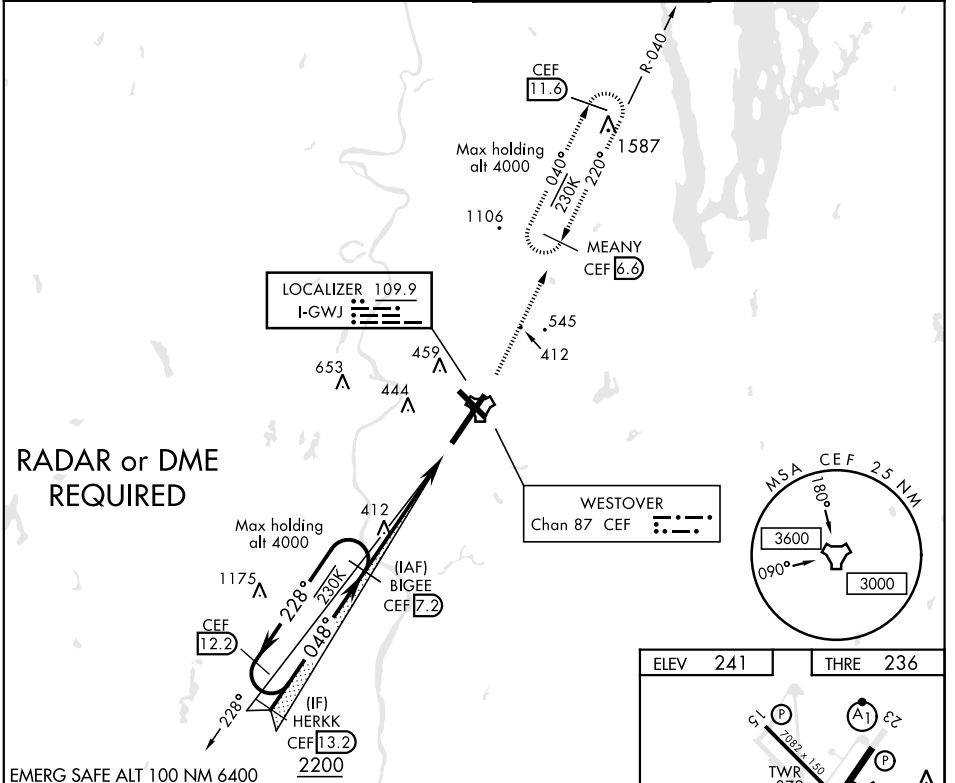 R-040
CEF
11.6
1587
Max holding
alt 4000
040°
230K
220°
1106
MEANY
CEF 6.6
LOCALIZER 109.9
I-GWJ
545
412
459
653
444
RADAR or DME
REQUIRED
WESTOVER
Chan 87 CEF
MSA CEF 25 NM
180°
3600
090°
3000
412
Max holding
alt 4000
1175
228°
230K
048°
(IAF)
BIGEE
CEF 7.2
CEF
12.2
228°
(IF)
HERKK
CEF 13.2
2200
EMERG SAFE ALT 100 NM 6400
ELEV 241
THRE 236
15
P
A1
23
7082 x 150
P
TWR